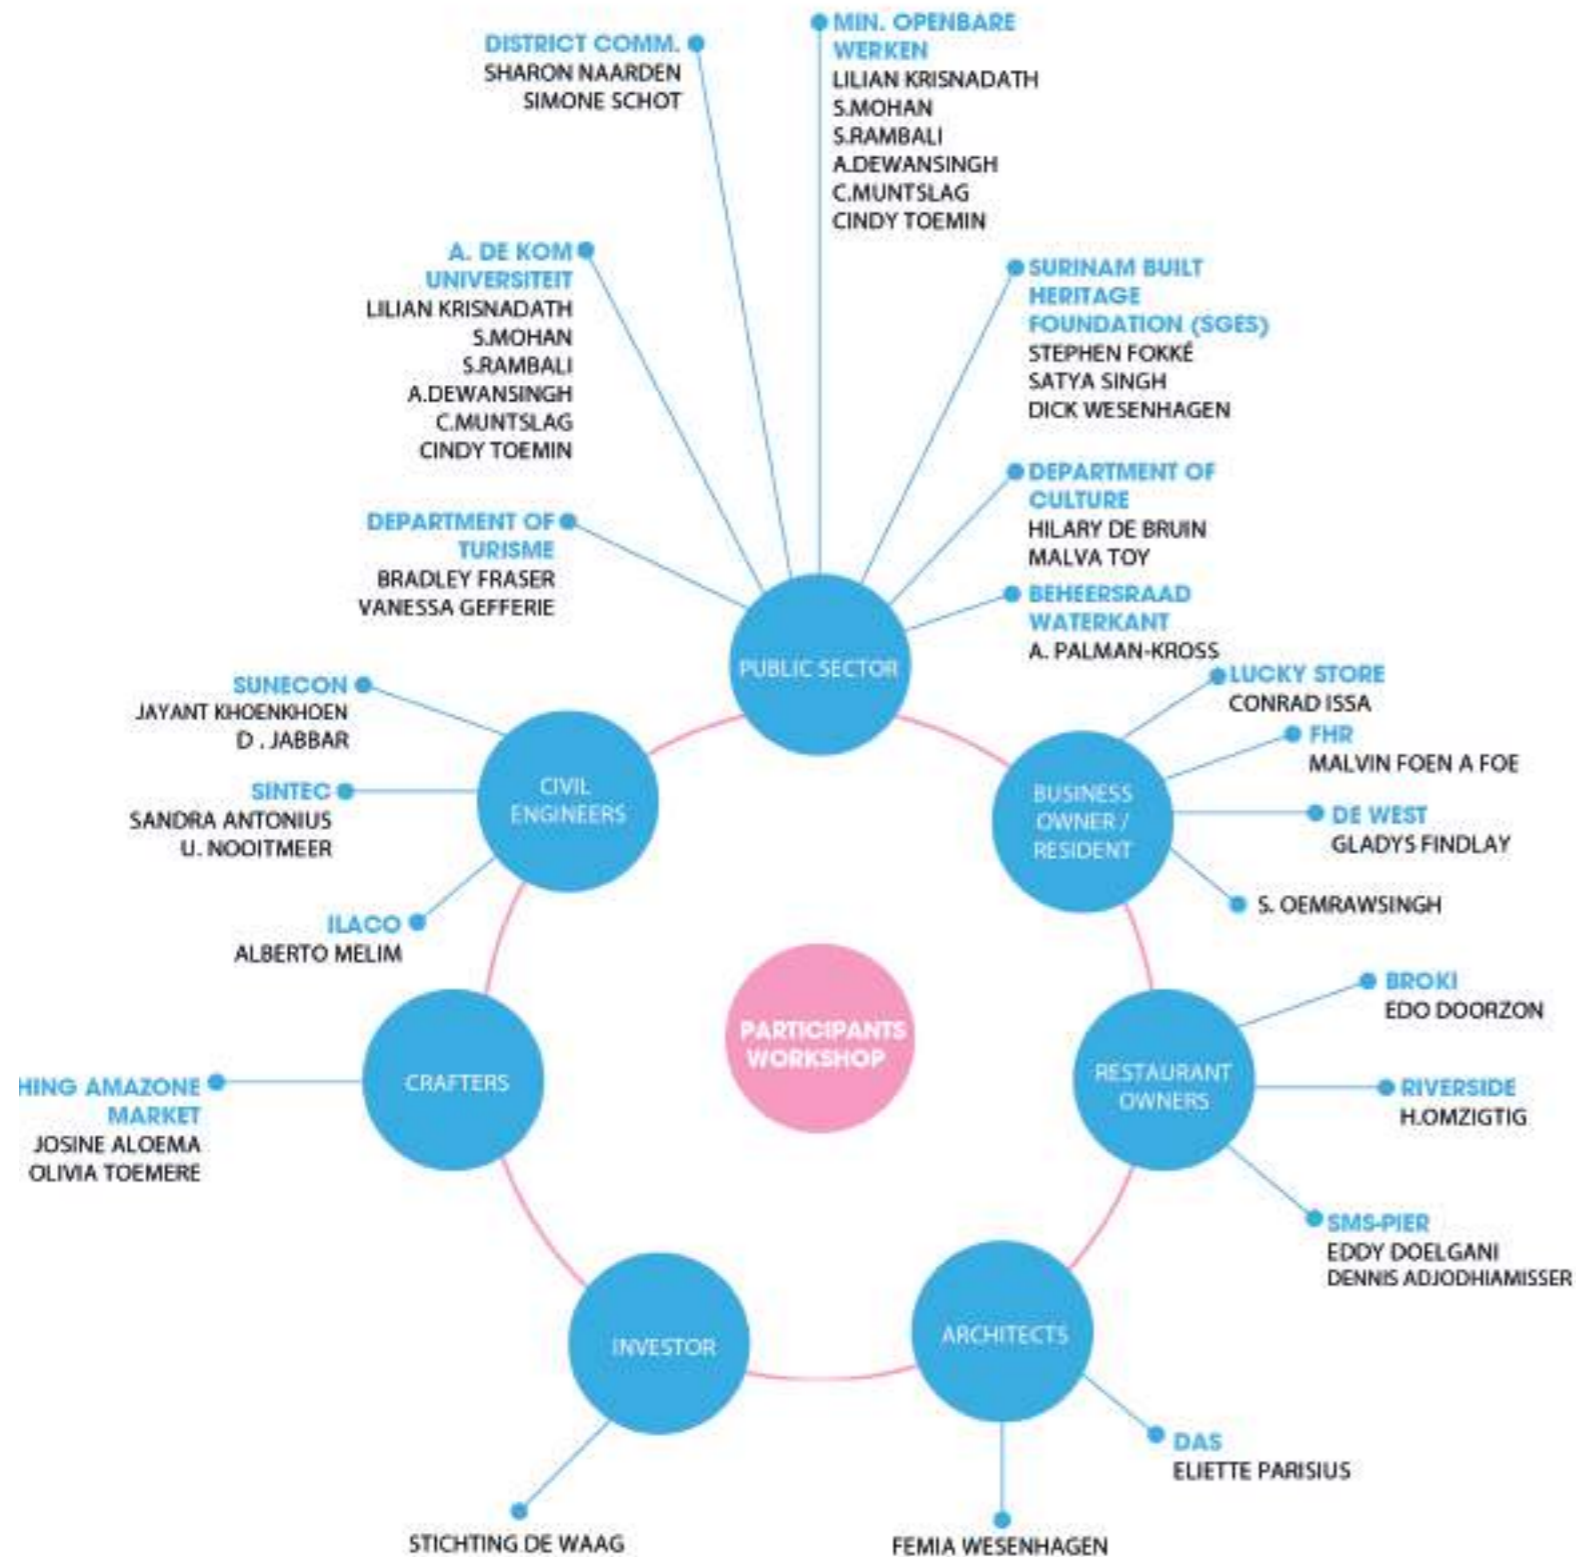 MIN. OPENBARE
WERKEN
LILIAN KRISNADATH
S.MOHAN
S.RAMBALI
A.DEWANSINGH
C.MUNTSLAG
CINDY TOEMIN
DISTRICT COMM.
SHARON NAARDEN
SIMONE SCHOT
A. DE KOM
UNIVERSITEIT
LILIAN KRISNADATH
S.MOHAN
S.RAMBALI
A.DEWANSINGH
C.MUNTSLAG
CINDY TOEMIN
SURINAM BUILT
HERITAGE
FOUNDATION (SGES)
STEPHEN FOKKÉ
SATYA SINGH
DICK WESENHAGEN
DEPARTMENT OF
CULTURE
HILARY DE BRUIN
MALVA TOY
DEPARTMENT OF
TURISME
BRADLEY FRASER
VANESSA GEFFERIE
BEHEERSRAAD
WATERKANT
A. PALMAN-KROSS
PUBLIC SECTOR
SUNECON
JAYANT KHOENKHOEN
D . JABBAR
SINTEC
SANDRA ANTONIUS
U. NOOITMEER
ILACO
ALBERTO MELIM
CIVIL
ENGINEERS
BUSINESS
OWNER /
RESIDENT
LUCKY STORE
CONRAD ISSA
FHR
MALVIN FOEN A FOE
DE WEST
GLADYS FINDLAY
S. OEMRAWSINGH
PARTICIPANTS
WORKSHOP
CRAFTERS
HING AMAZONE
MARKET
JOSINE ALOEMA
OLIVIA TOEMERE
RESTAURANT
OWNERS
BROKI
EDO DOORZON
RIVERSIDE
H.OMZIGTIG
SMS-PIER
EDDY DOELGANI
DENNIS ADJODHIAMISSER
INVESTOR
STICHTING DE WAAG
ARCHITECTS
DAS
ELIETTE PARISIUS
FEMIA WESENHAGEN